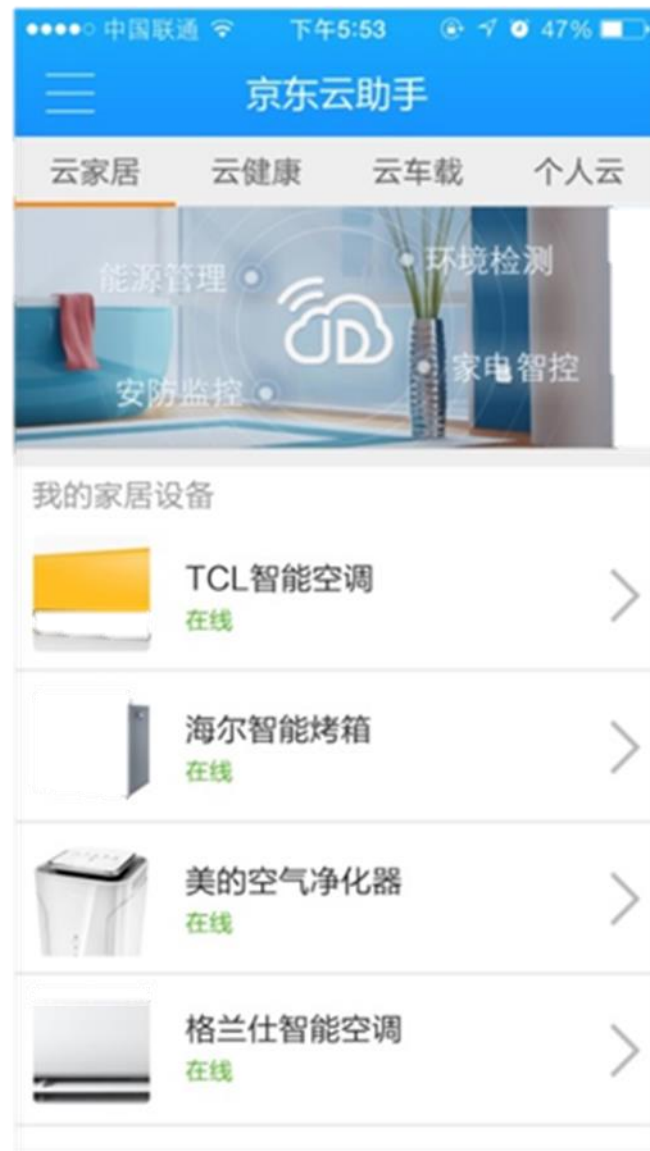 中国联通 下午5:53 47%
京东云助手
云家居 云健康 云车载 个人云
能源管理 环境检测
JD
安防监控 家电智控
我的家居设备
TCL智能空调
在线
海尔智能烤箱
在线
美的空气净化器
在线
格兰仕智能空调
在线